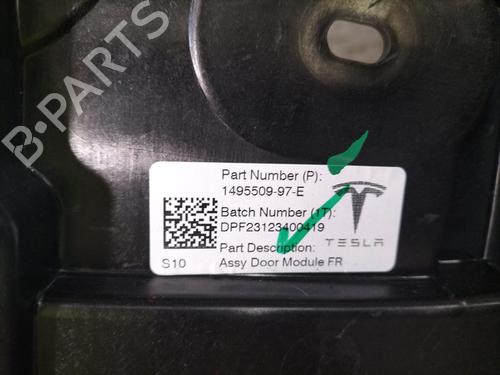 B-PARTS
Part Number (P):
1495509-97-E
Batch Number (1T):
DPF23123400419
TESLA
Part Description:
S10 Assy Door Module FR